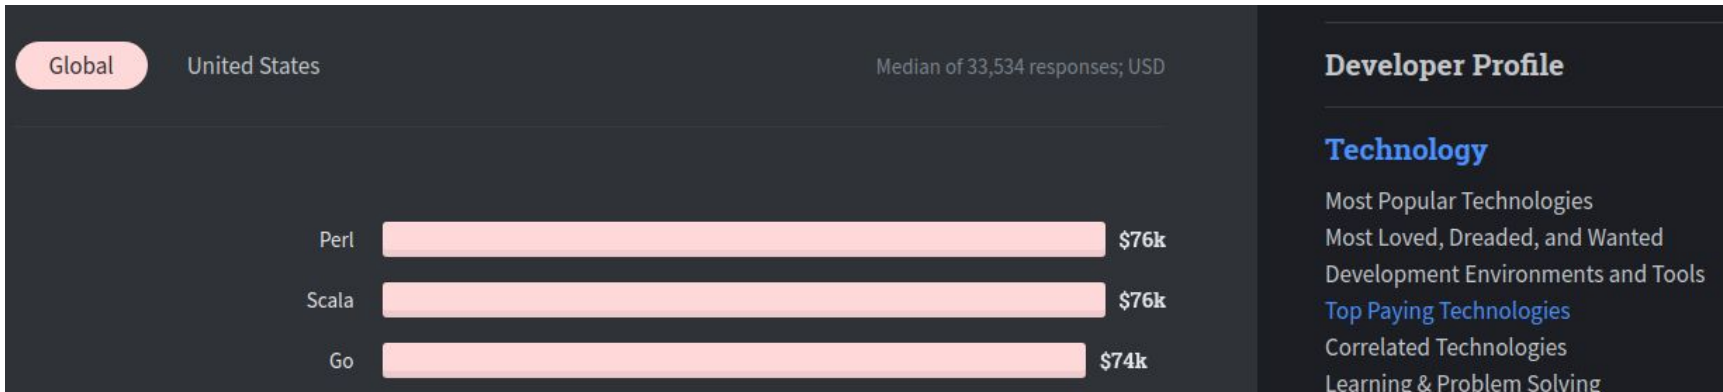 Global
United States
Median of 33,534 responses; USD
Perl
$76k
Scala
$76k
Go
$74k
Developer Profile
Technology
Most Popular Technologies
Most Loved, Dreaded, and Wanted
Development Environments and Tools
Top Paying Technologies
Correlated Technologies
Learning & Problem Solving